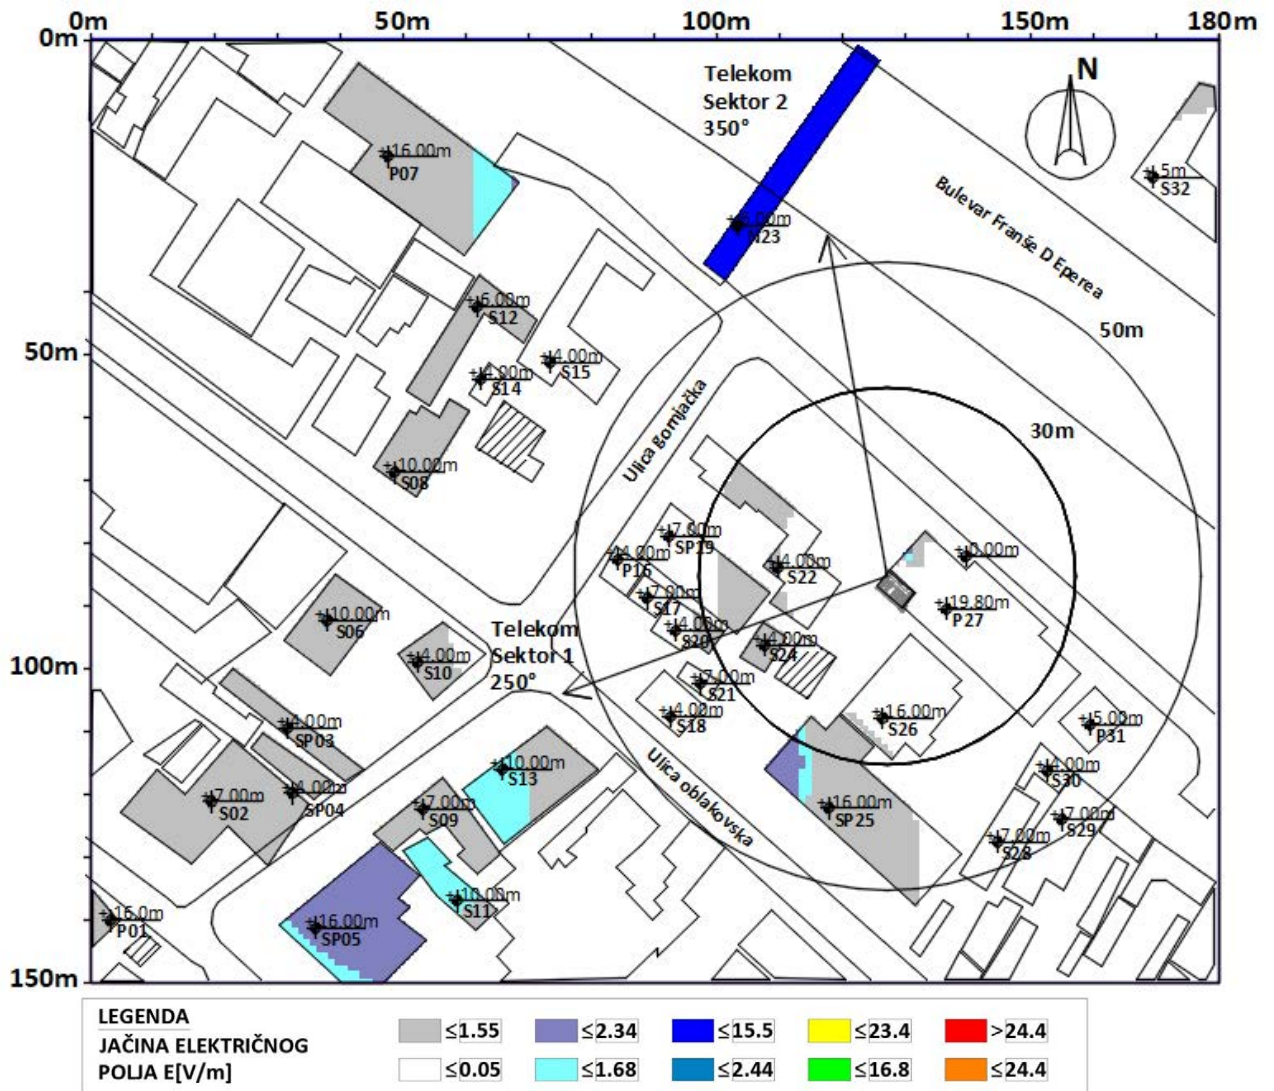 0m 50m 100m 150m 180m
0m
Telekom
Sektor 2
350°
N
+16.00m
P07
+.5m
S32
Bulevar Franše D Eperea
N23
50m
+6.00m
S12
50m
+4.00m
S15
+4.00m
S14
30m
Ulica gornjačka
+10.00m
S08
+7.00m
SP19
P16
+0.00m
+4.00m
S22
+7.00m
S17
+19.80m
P27
+10.00m
S06
Telekom
Sektor 1
250°
+4.00m
S20
+4.00m
S24
100m
+4.00m
S10
+7.00m
S21
+4.00m
S18
+16.00m
S26
+5.00m
P31
+4.00m
SP03
Ulica oblakovska
+10.00m
S13
+4.00m
S30
+4.00m
SP04
+7.00m
S02
+7.00m
S09
+16.00m
SP25
+7.00m
S29
+7.00m
S28
+10.00m
S11
+16.0m
P01
+16.00m
SP05
150m
LEGENDA
JAČINA ELEKTRIČNOG
POLJA E[V/m]
≤1.55 ≤2.34 ≤15.5 ≤23.4 >24.4
≤0.05 ≤1.68 ≤2.44 ≤16.8 ≤24.4